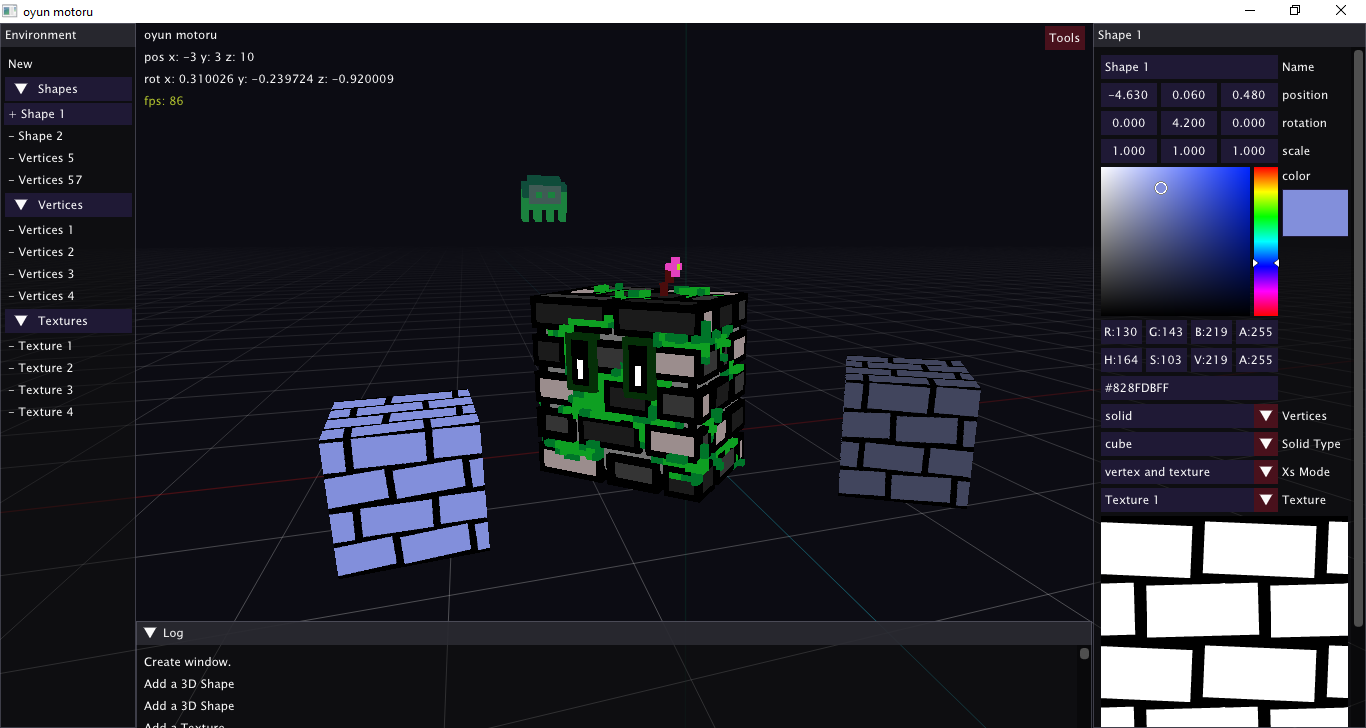 oyun motoru
Environment
New
Shapes
+ Shape 1
– Shape 2
– Vertices 5
– Vertices 57
Vertices
– Vertices 1
– Vertices 2
– Vertices 3
– Vertices 4
Textures
– Texture 1
– Texture 2
– Texture 3
– Texture 4
oyun motoru
pos x: –3 y: 3 z: 10
rot x: 0.310026 y: –0.239724 z: –0.920009
fps: 86
Tools
Log
Create window.
Add a 3D Shape
Add a 3D Shape
Add a Texture
Shape 1
Shape 1 Name
–4.630 0.060 0.480 position
0.000 4.200 0.000 rotation
1.000 1.000 1.000 scale
color
R:130 G:143 B:219 A:255
H:164 S:103 V:219 A:255
#828FDBFF
solid Vertices
cube Solid Type
vertex and texture Xs Mode
Texture 1 Texture